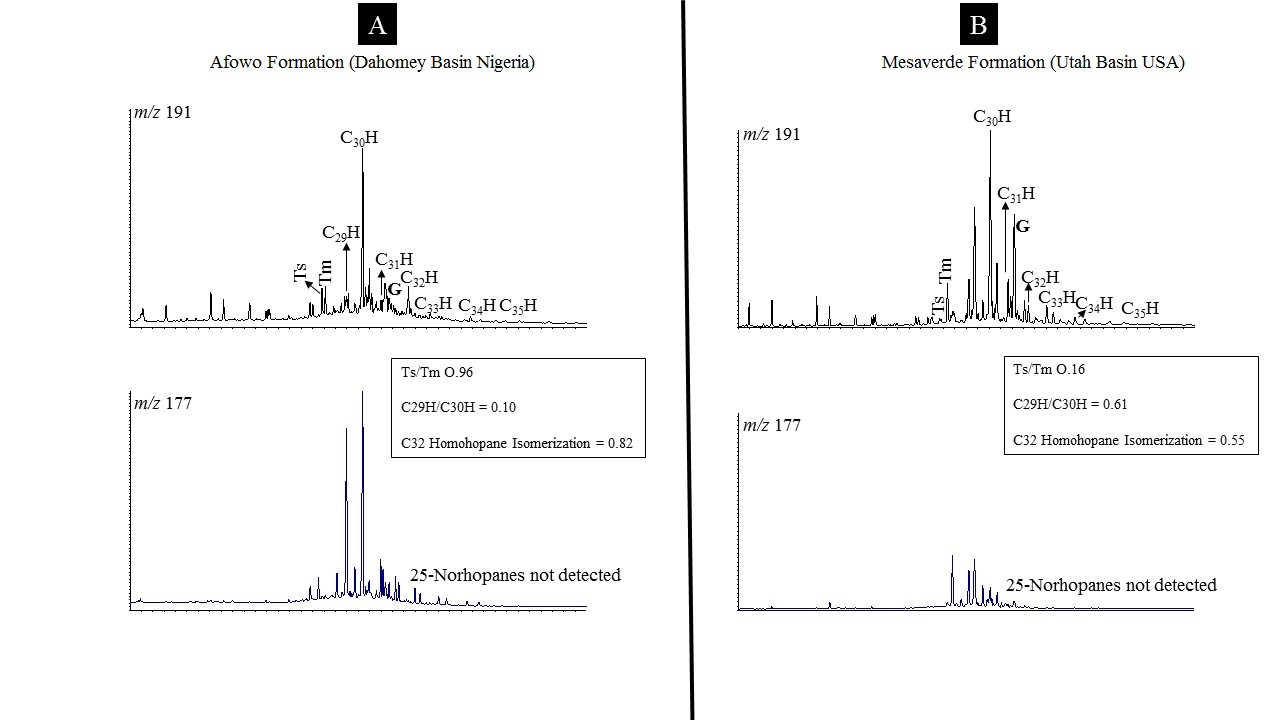 A
Afowo Formation (Dahomey Basin Nigeria)
m/z 191
C30H
C29H
Ts
Tm
C31H
G
C32H
C33H
C34H
C35H
Ts/Tm O.96
C29H/C30H = 0.10
C32 Homohopane Isomerization = 0.82
m/z 177
25-Norhopanes not detected
B
Mesaverde Formation (Utah Basin USA)
m/z 191
C30H
C31H
G
Tm
Ts
C32H
C33H
C34H
C35H
Ts/Tm O.16
C29H/C30H = 0.61
C32 Homohopane Isomerization = 0.55
m/z 177
25-Norhopanes not detected